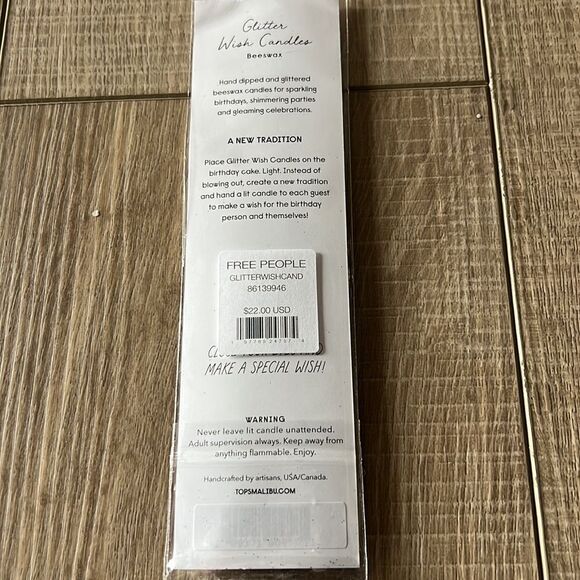 Glitter
Wish Candles
Beeswax
Hand dipped and glittered
beeswax candles for sparkling
birthdays, shimmering parties
and gleaming celebrations.
A NEW TRADITION
Place Glitter Wish Candles on the
birthday cake. Light. Instead of
blowing out, create a new tradition
and hand a lit candle to each guest
to make a wish for the birthday
person and themselves!
FREE PEOPLE
GLITTERWISHCAND
86139946
$22.00 USD
MAKE A SPECIAL WISH!
WARNING
Never leave lit candle unattended.
Adult supervision always. Keep away from
anything flammable. Enjoy.
Handcrafted by artisans, USA/Canada.
TOPSMALIBU.COM